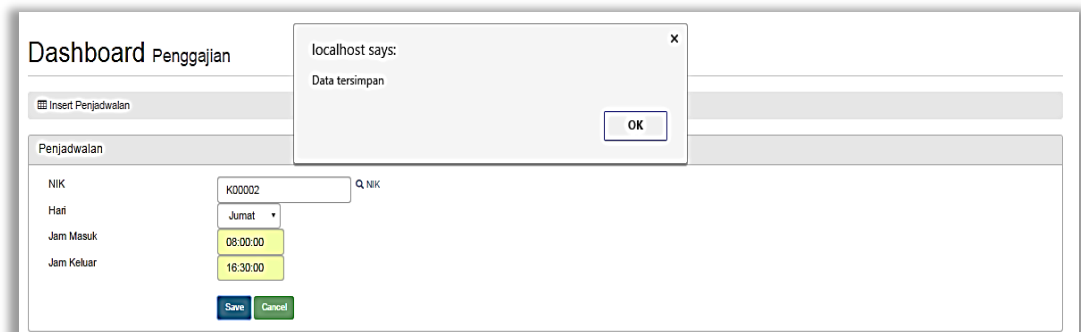 Dashboard Penggajian
localhost says:
Data tersimpan
OK
Insert Penjadwalan
Penjadwalan
NIK K00002 NIK
Hari Jumat
Jam Masuk 08:00:00
Jam Keluar 16:30:00
Save Cancel